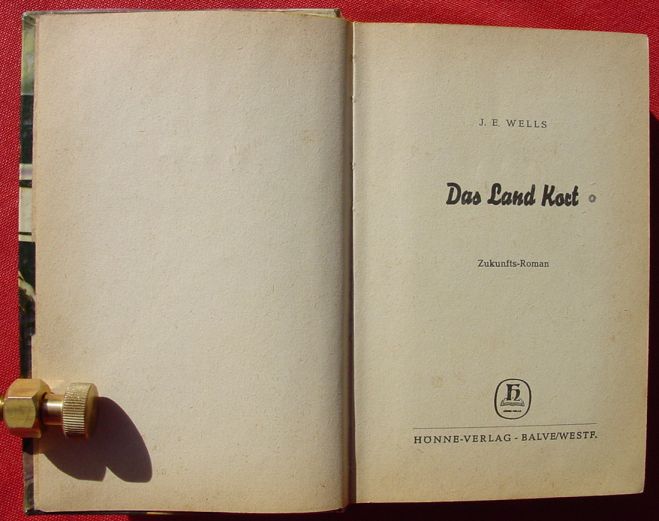 J. E. WELLS
Das Land Kort
Zukunfts-Roman
HÖNNE-VERLAG - BALVE/WESTF.